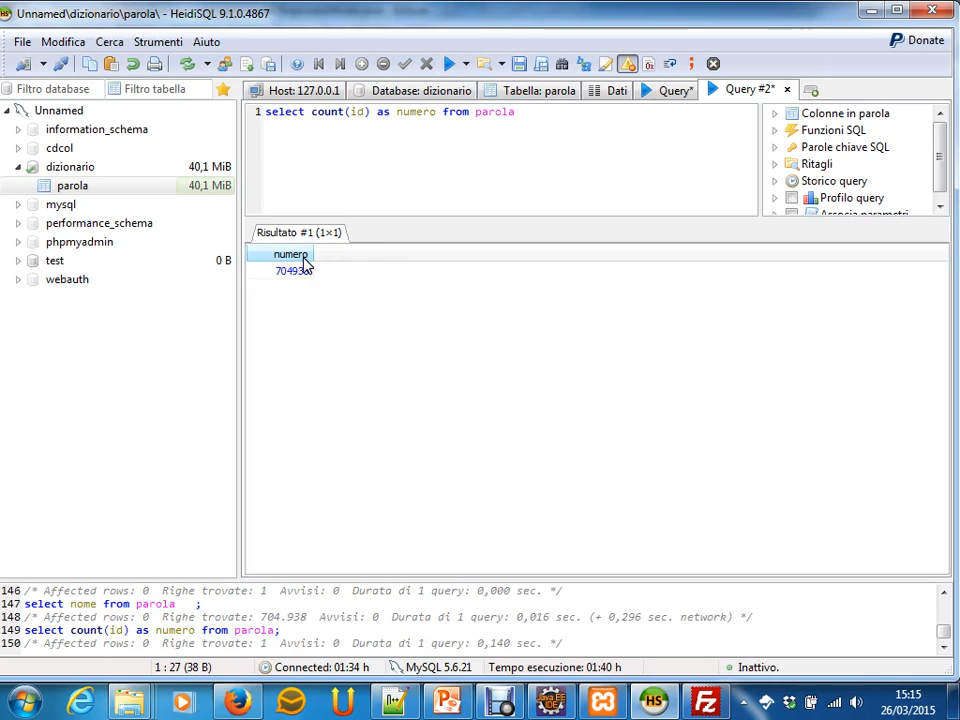 Unnamed\dizionario\parola\ - HeidiSQL 9.1.0.4867
File Modifica Cerca Strumenti Aiuto
Donate
Filtro database Filtro tabella
Host: 127.0.0.1 Database: dizionario Tabella: parola Dati Query* Query #2*
Unnamed
information_schema
cdcol
dizionario 40,1 MiB
parola 40,1 MiB
mysql
performance_schema
phpmyadmin
test 0 B
webauth
1 select count(id) as numero from parola
Colonne in parola
Funzioni SQL
Parole chiave SQL
Ritagli
Storico query
Profilo query
Associa parametri
Risultato #1 (1×1)
numero
146 /* Affected rows: 0 Righe trovate: 1 Avvisi: 0 Durata di 1 query: 0,000 sec. */
147 select nome from parola ;
148 /* Affected rows: 0 Righe trovate: 704.938 Avvisi: 0 Durata di 1 query: 0,016 sec. (+ 0,296 sec. network) */
149 select count(id) as numero from parola;
150 /* Affected rows: 0 Righe trovate: 1 Avvisi: 0 Durata di 1 query: 0,140 sec. */
1 : 27 (38 B) Connected: 01:34 h MySQL 5.6.21 Tempo esecuzione: 01:40 h Inattivo.
15:15
26/03/2015